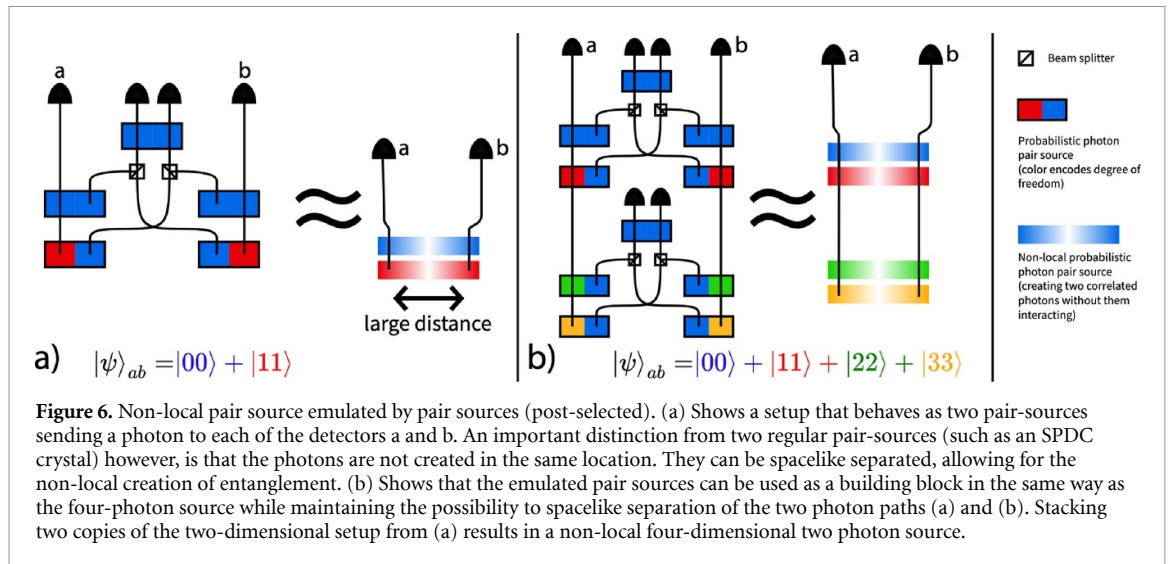 a
b
a
b
large distance
a) |ψ⟩ab =|00⟩ + |11⟩
a
b
a
b
b) |ψ⟩ab =|00⟩ + |11⟩ + |22⟩ + |33⟩
Beam splitter
Probabilistic photon
pair source
(color encodes degree of
freedom)
Non-local probabilistic
photon pair source
(creating two correlated
photons without them
interacting)
Figure 6. Non-local pair source emulated by pair sources (post-selected). (a) Shows a setup that behaves as two pair-sources
sending a photon to each of the detectors a and b. An important distinction from two regular pair-sources (such as an SPDC
crystal) however, is that the photons are not created in the same location. They can be spacelike separated, allowing for the
non-local creation of entanglement. (b) Shows that the emulated pair sources can be used as a building block in the same way as
the four-photon source while maintaining the possibility to spacelike separation of the two photon paths (a) and (b). Stacking
two copies of the two-dimensional setup from (a) results in a non-local four-dimensional two photon source.